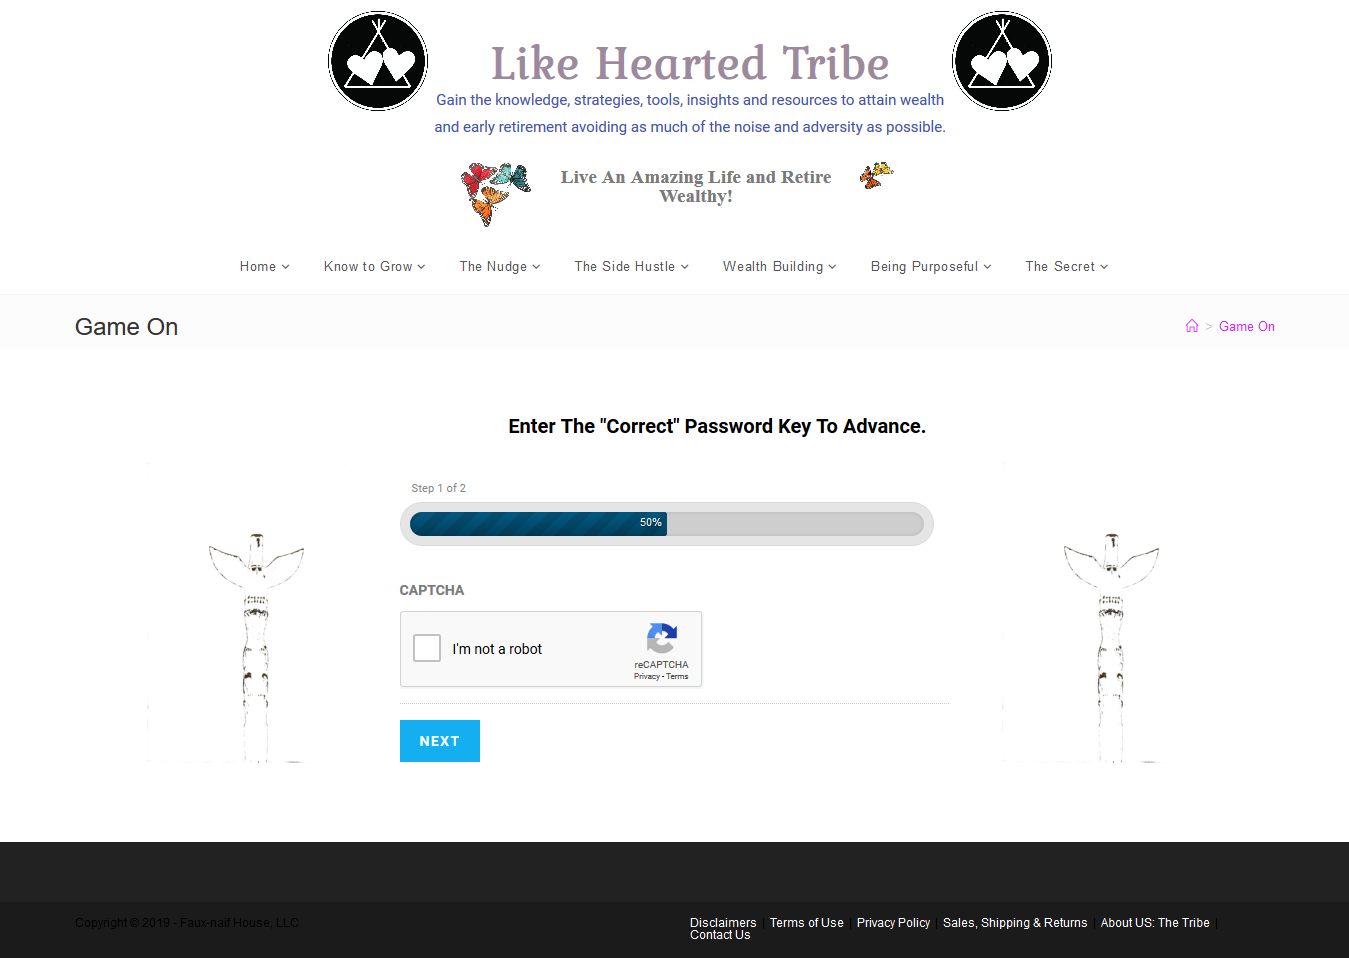 Like Hearted Tribe
Gain the knowledge, strategies, tools, insights and resources to attain wealth
and early retirement avoiding as much of the noise and adversity as possible.
Live An Amazing Life and Retire
Wealthy!
Home
Know to Grow
The Nudge
The Side Hustle
Wealth Building
Being Purposeful
The Secret
Game On
> Game On
Enter The "Correct" Password Key To Advance.
Step 1 of 2
50%
CAPTCHA
I'm not a robot
reCAPTCHA
Privacy - Terms
NEXT
Copyright © 2019 - Faux-naif House, LLC
Disclaimers | Terms of Use | Privacy Policy | Sales, Shipping & Returns | About US: The Tribe |
Contact Us